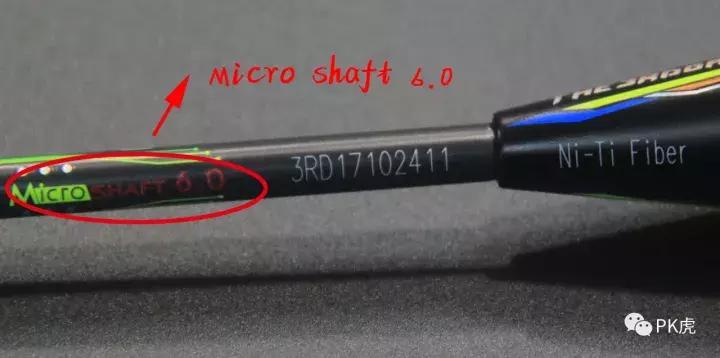 Micro shaft 6.0
Micro SHAFT 6.0
3RD17102411
Ni-Ti Fiber
PK虎